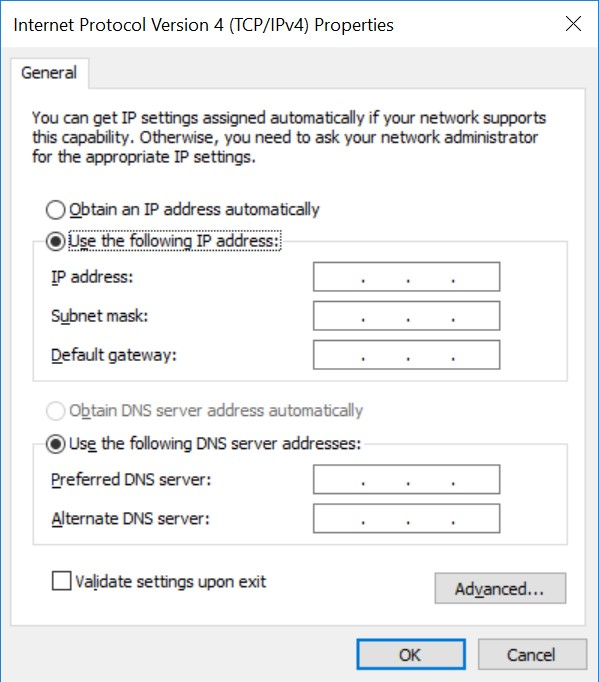 Internet Protocol Version 4 (TCP/IPv4) Properties
General
You can get IP settings assigned automatically if your network supports
this capability. Otherwise, you need to ask your network administrator
for the appropriate IP settings.
Obtain an IP address automatically
Use the following IP address:
IP address: . . .
Subnet mask: . . .
Default gateway: . . .
Obtain DNS server address automatically
Use the following DNS server addresses:
Preferred DNS server: . . .
Alternate DNS server: . . .
Validate settings upon exit
Advanced...
OK Cancel